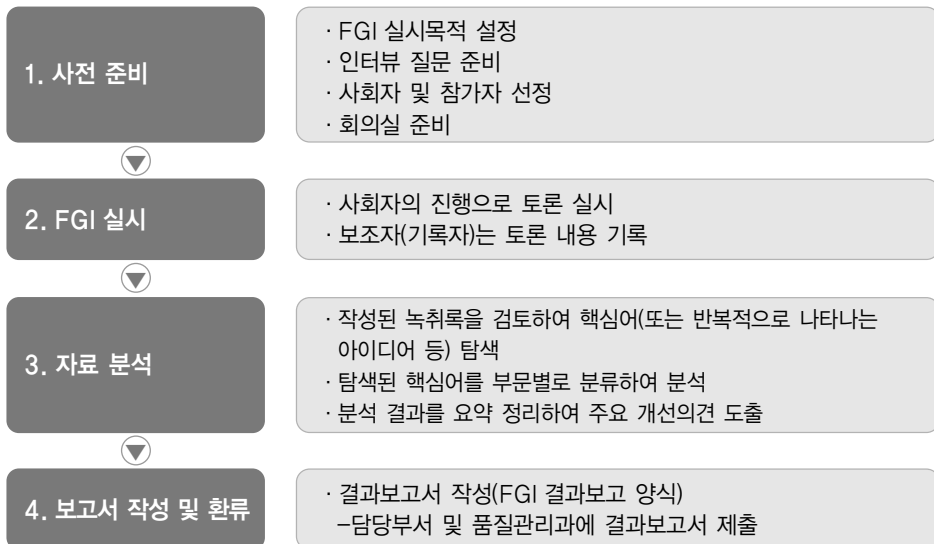 1. 사전 준비
· FGI 실시목적 설정
· 인터뷰 질문 준비
· 사회자 및 참가자 선정
· 회의실 준비
2. FGI 실시
· 사회자의 진행으로 토론 실시
· 보조자(기록자)는 토론 내용 기록
3. 자료 분석
· 작성된 녹취록을 검토하여 핵심어(또는 반복적으로 나타나는
아이디어 등) 탐색
· 탐색된 핵심어를 부문별로 분류하여 분석
· 분석 결과를 요약 정리하여 주요 개선의견 도출
4. 보고서 작성 및 환류
· 결과보고서 작성(FGI 결과보고 양식)
–담당부서 및 품질관리과에 결과보고서 제출